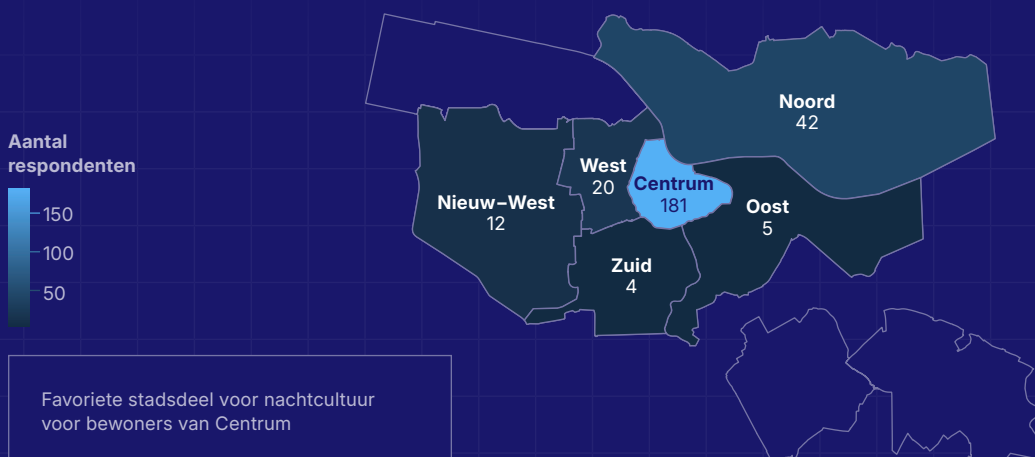 Noord
42
Aantal
respondenten
West
20
Centrum
181
Nieuw–West
12
Oost
5
150
100
50
Zuid
4
Favoriete stadsdeel voor nachtcultuur
voor bewoners van Centrum